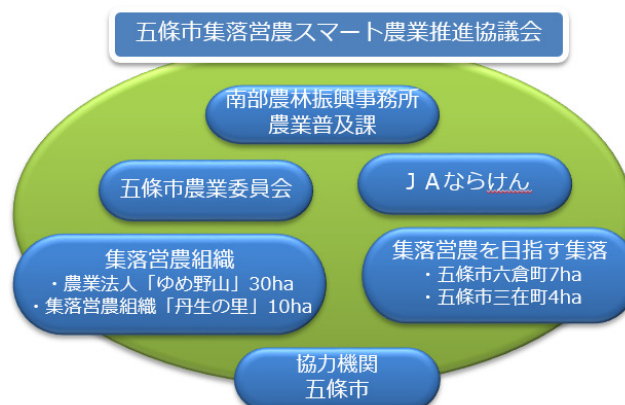 五條市集落営農スマート農業推進協議会
南部農林振興事務所
農業普及課
五條市農業委員会
ＪＡならけん
集落営農組織
・農業法人「ゆめ野山」30ha
・集落営農組織「丹生の里」10ha
集落営農を目指す集落
・五條市六倉町7ha
・五條市三在町4ha
協力機関
五條市